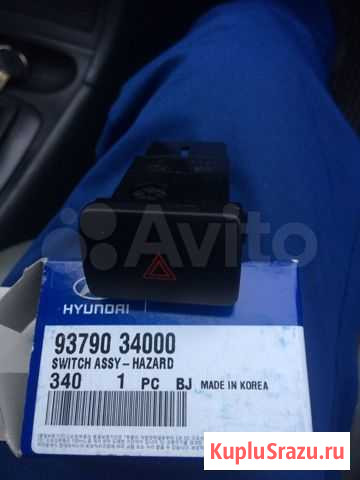 Avito
HYUNDAI
93790 34000
SWITCH ASSY-HAZARD
340 1 PC BJ MADE IN KOREA
KupluSrazu.ru